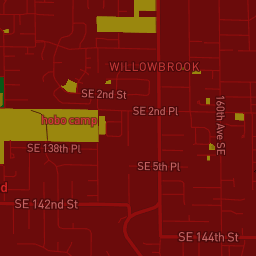 WILLOWBROOK
SE 2nd St
160th Ave SE
SE 2nd Pl
hobo camp
SE 138th Pl
SE 5th Pl
d
SE 142nd St
SE 144th St